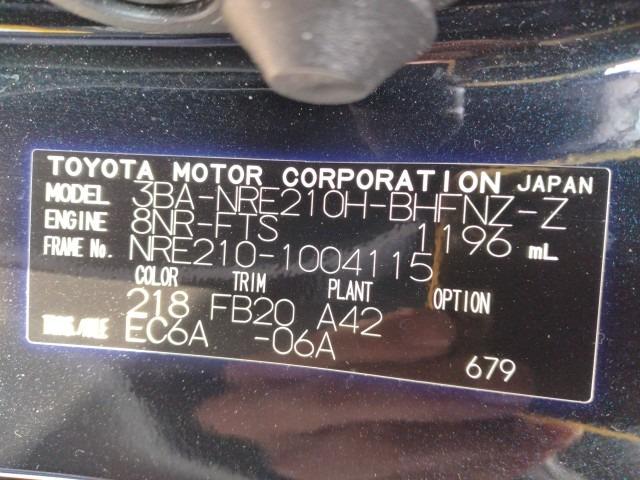 TOYOTA MOTOR CORPORATION JAPAN
MODEL 3BA-NRE210H-BHFNZ-Z
ENGINE 8NR-FTS 1196 mL
FRAME No. NRE210-1004115
COLOR TRIM PLANT OPTION
218 FB20 A42
TRANS./AXLE EC6A -06A
679